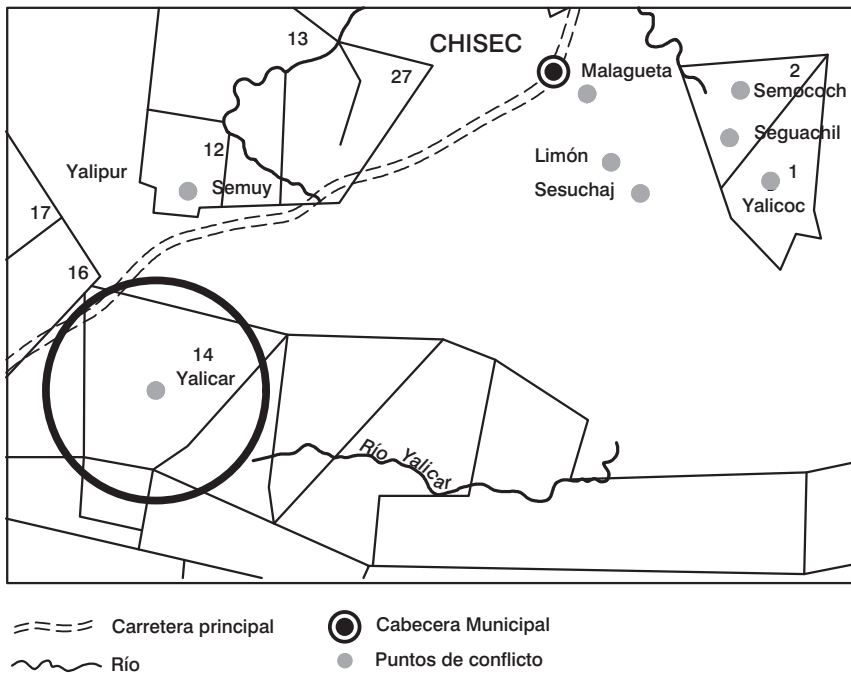 13
CHISEC
27
Malagueta
2
Semococh
Seguachil
12
Limón
Yalipur
Semuy
Sesuchaj
1
Yalicoc
17
16
14
Yalicar
Río Yalicar
Carretera principal
Cabecera Municipal
Río
Puntos de conflicto